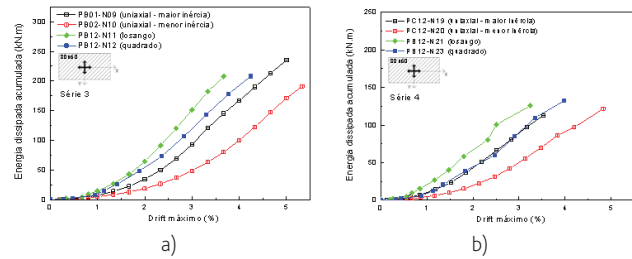 a)
Energia dissipada acumulada (kN.m)
300
250
200
150
100
50
0
PB01-N09 (uniaxial - maior inércia)
PB02-N10 (uniaxial - menor inércia)
PB12-N11 (losango)
PB12-N12 (quadrado)
30x60
Série 3
0 1 2 3 4 5
Drift máximo (%)
a)
b)
Energia dissipada acumulada (kN.m)
300
250
200
150
100
50
0
PC12-N19 (uniaxial - maior inércia)
PC12-N20 (uniaxial - menor inércia)
PB12-N21 (losango)
PB12-N23 (quadrado)
Série 4
0 1 2 3 4 5
Drift máximo (%)
b)